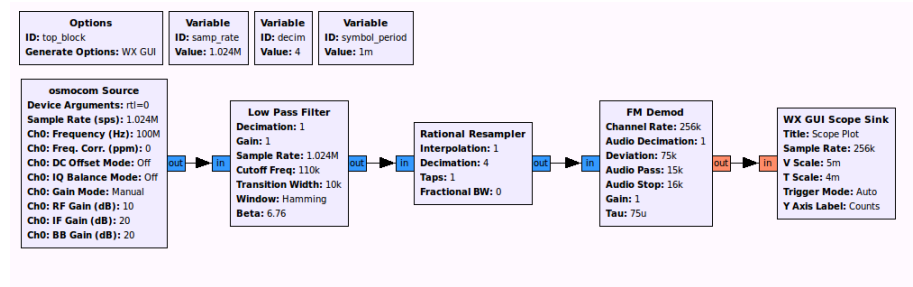 Options
ID: top_block
Generate Options: WX GUI
Variable
ID: samp_rate
Value: 1.024M
Variable
ID: decim
Value: 4
Variable
ID: symbol_period
Value: 1m
osmocom Source
Device Arguments: rtl=0
Sample Rate (sps): 1.024M
Ch0: Frequency (Hz): 100M
Ch0: Freq. Corr. (ppm): 0
Ch0: DC Offset Mode: Off
Ch0: IQ Balance Mode: Off
Ch0: Gain Mode: Manual
Ch0: RF Gain (dB): 10
Ch0: IF Gain (dB): 20
Ch0: BB Gain (dB): 20
out
in
Low Pass Filter
Decimation: 1
Gain: 1
Sample Rate: 1.024M
Cutoff Freq: 110k
Transition Width: 10k
Window: Hamming
Beta: 6.76
out
in
Rational Resampler
Interpolation: 1
Decimation: 4
Taps: 1
Fractional BW: 0
out
in
FM Demod
Channel Rate: 256k
Audio Decimation: 1
Deviation: 75k
Audio Pass: 15k
Audio Stop: 16k
Gain: 1
Tau: 75u
out
in
WX GUI Scope Sink
Title: Scope Plot
Sample Rate: 256k
V Scale: 5m
T Scale: 4m
Trigger Mode: Auto
Y Axis Label: Counts